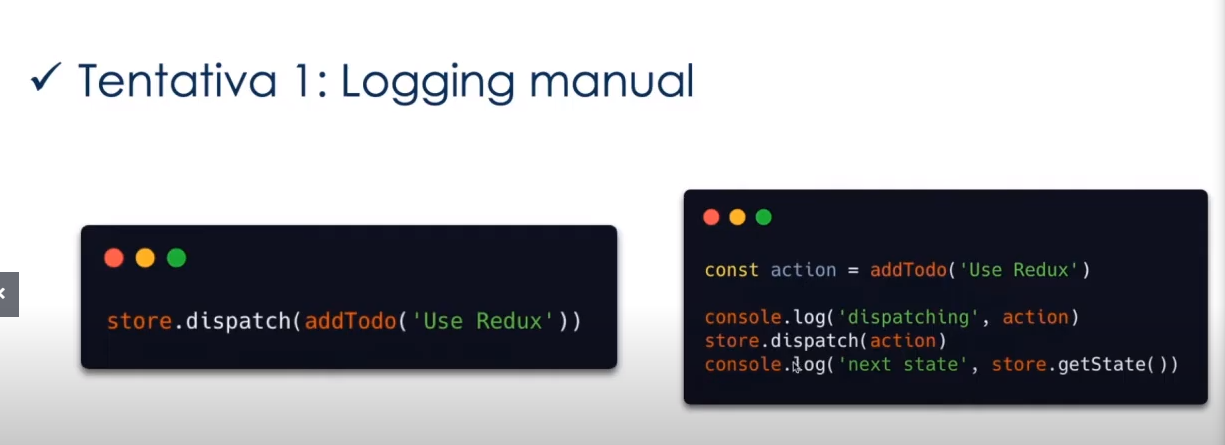 ✓ Tentativa 1: Logging manual
store.dispatch(addTodo('Use Redux'))
const action = addTodo('Use Redux')
console.log('dispatching', action)
store.dispatch(action)
console.log('next state', store.getState())